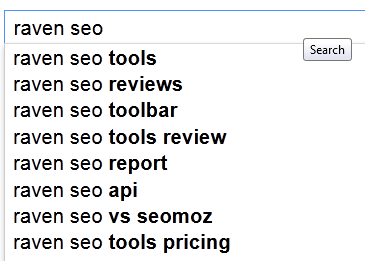 raven seo
Search
raven seo tools
raven seo reviews
raven seo toolbar
raven seo tools review
raven seo report
raven seo api
raven seo vs seomoz
raven seo tools pricing